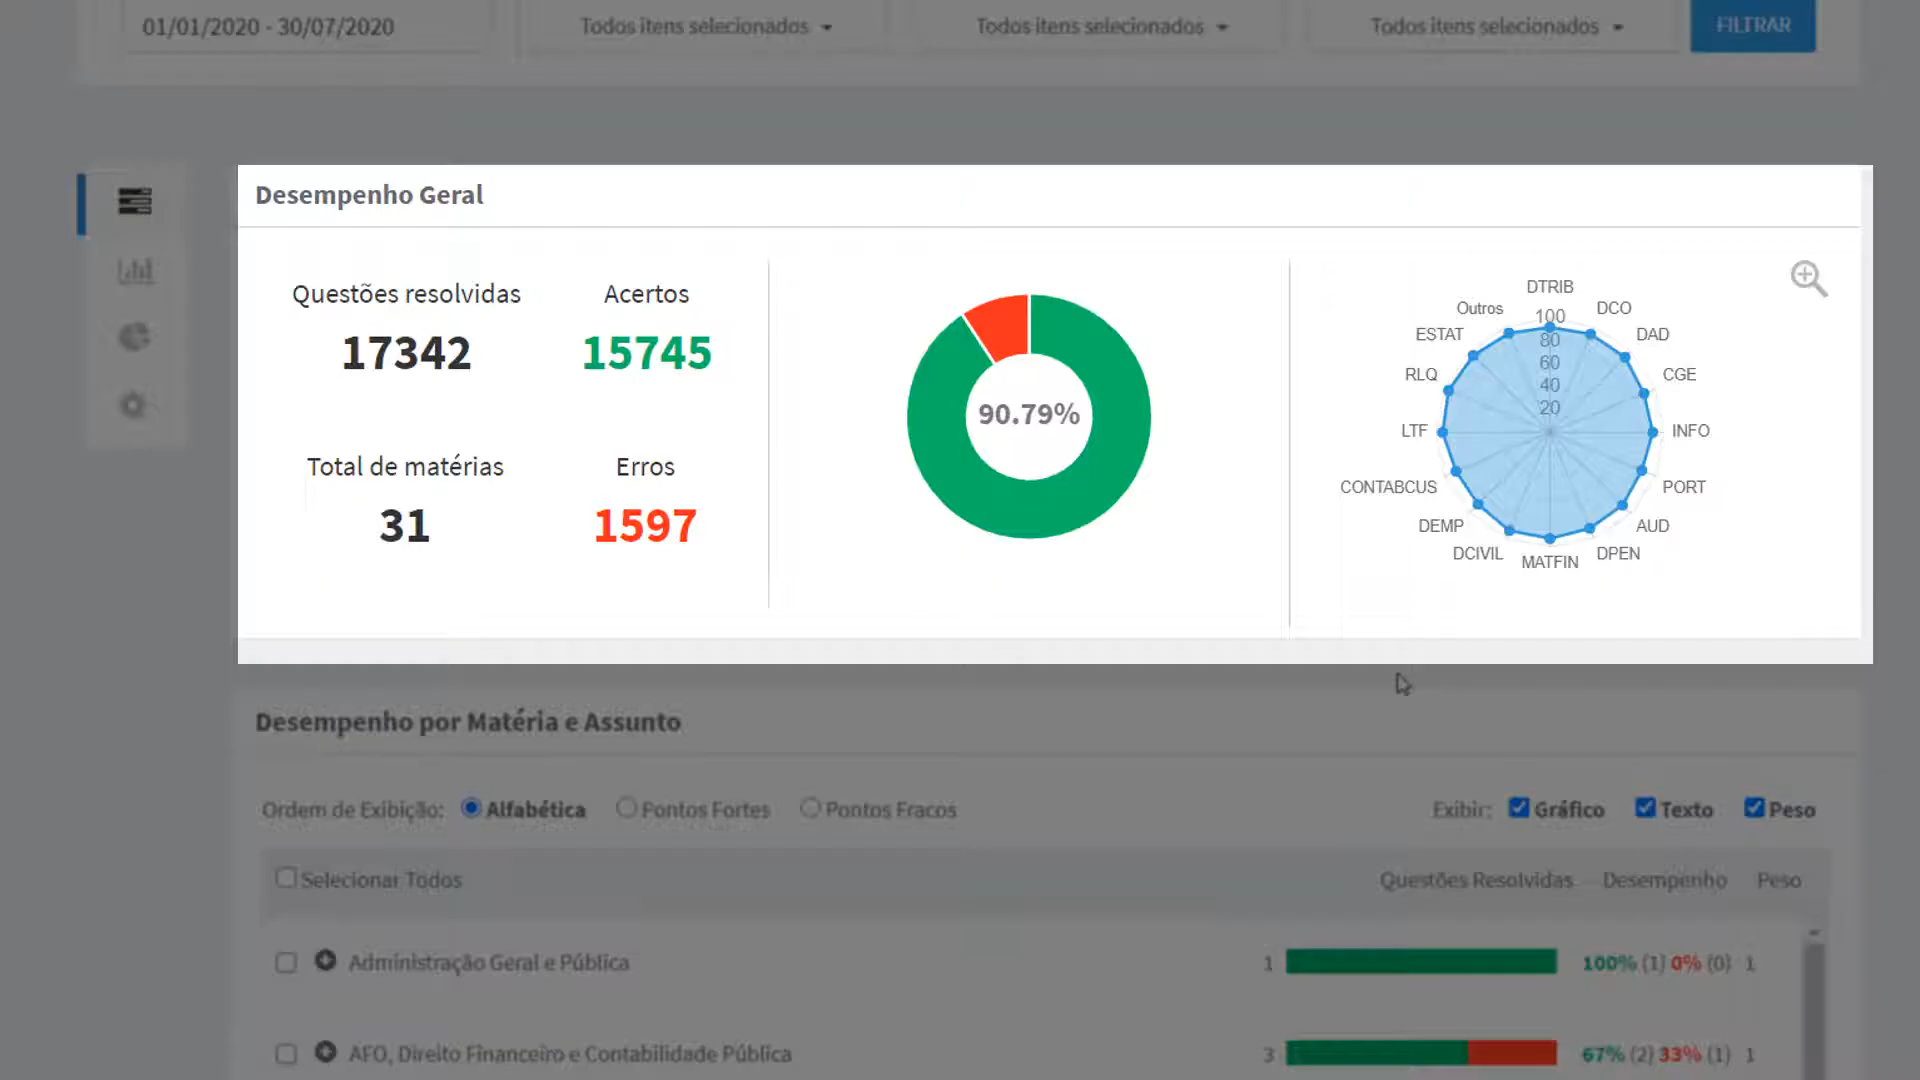 01/01/2020 - 30/07/2020 Todos itens selecionados Todos itens selecionados Todos itens selecionados FILTRAR
Desempenho Geral
Questões resolvidas Acertos
17342 15745
Total de matérias Erros
31 1597
90.79%
DTRIB
Outros DCO
ESTAT DAD
RLQ CGE
LTF INFO
CONTABCUS PORT
DEMP AUD
DCIVIL DPEN
MATFIN
100
80
60
40
20
Desempenho por Matéria e Assunto
Ordem de Exibição: Alfabética Pontos Fortes Pontos Fracos Exibir: Gráfico Texto Peso
Selecionar Todos Questões Resolvidas Desempenho Peso
Administração Geral e Pública 1 100% (1) 0% (0) 1
AFO, Direito Financeiro e Contabilidade Pública 3 67% (2) 33% (1) 1